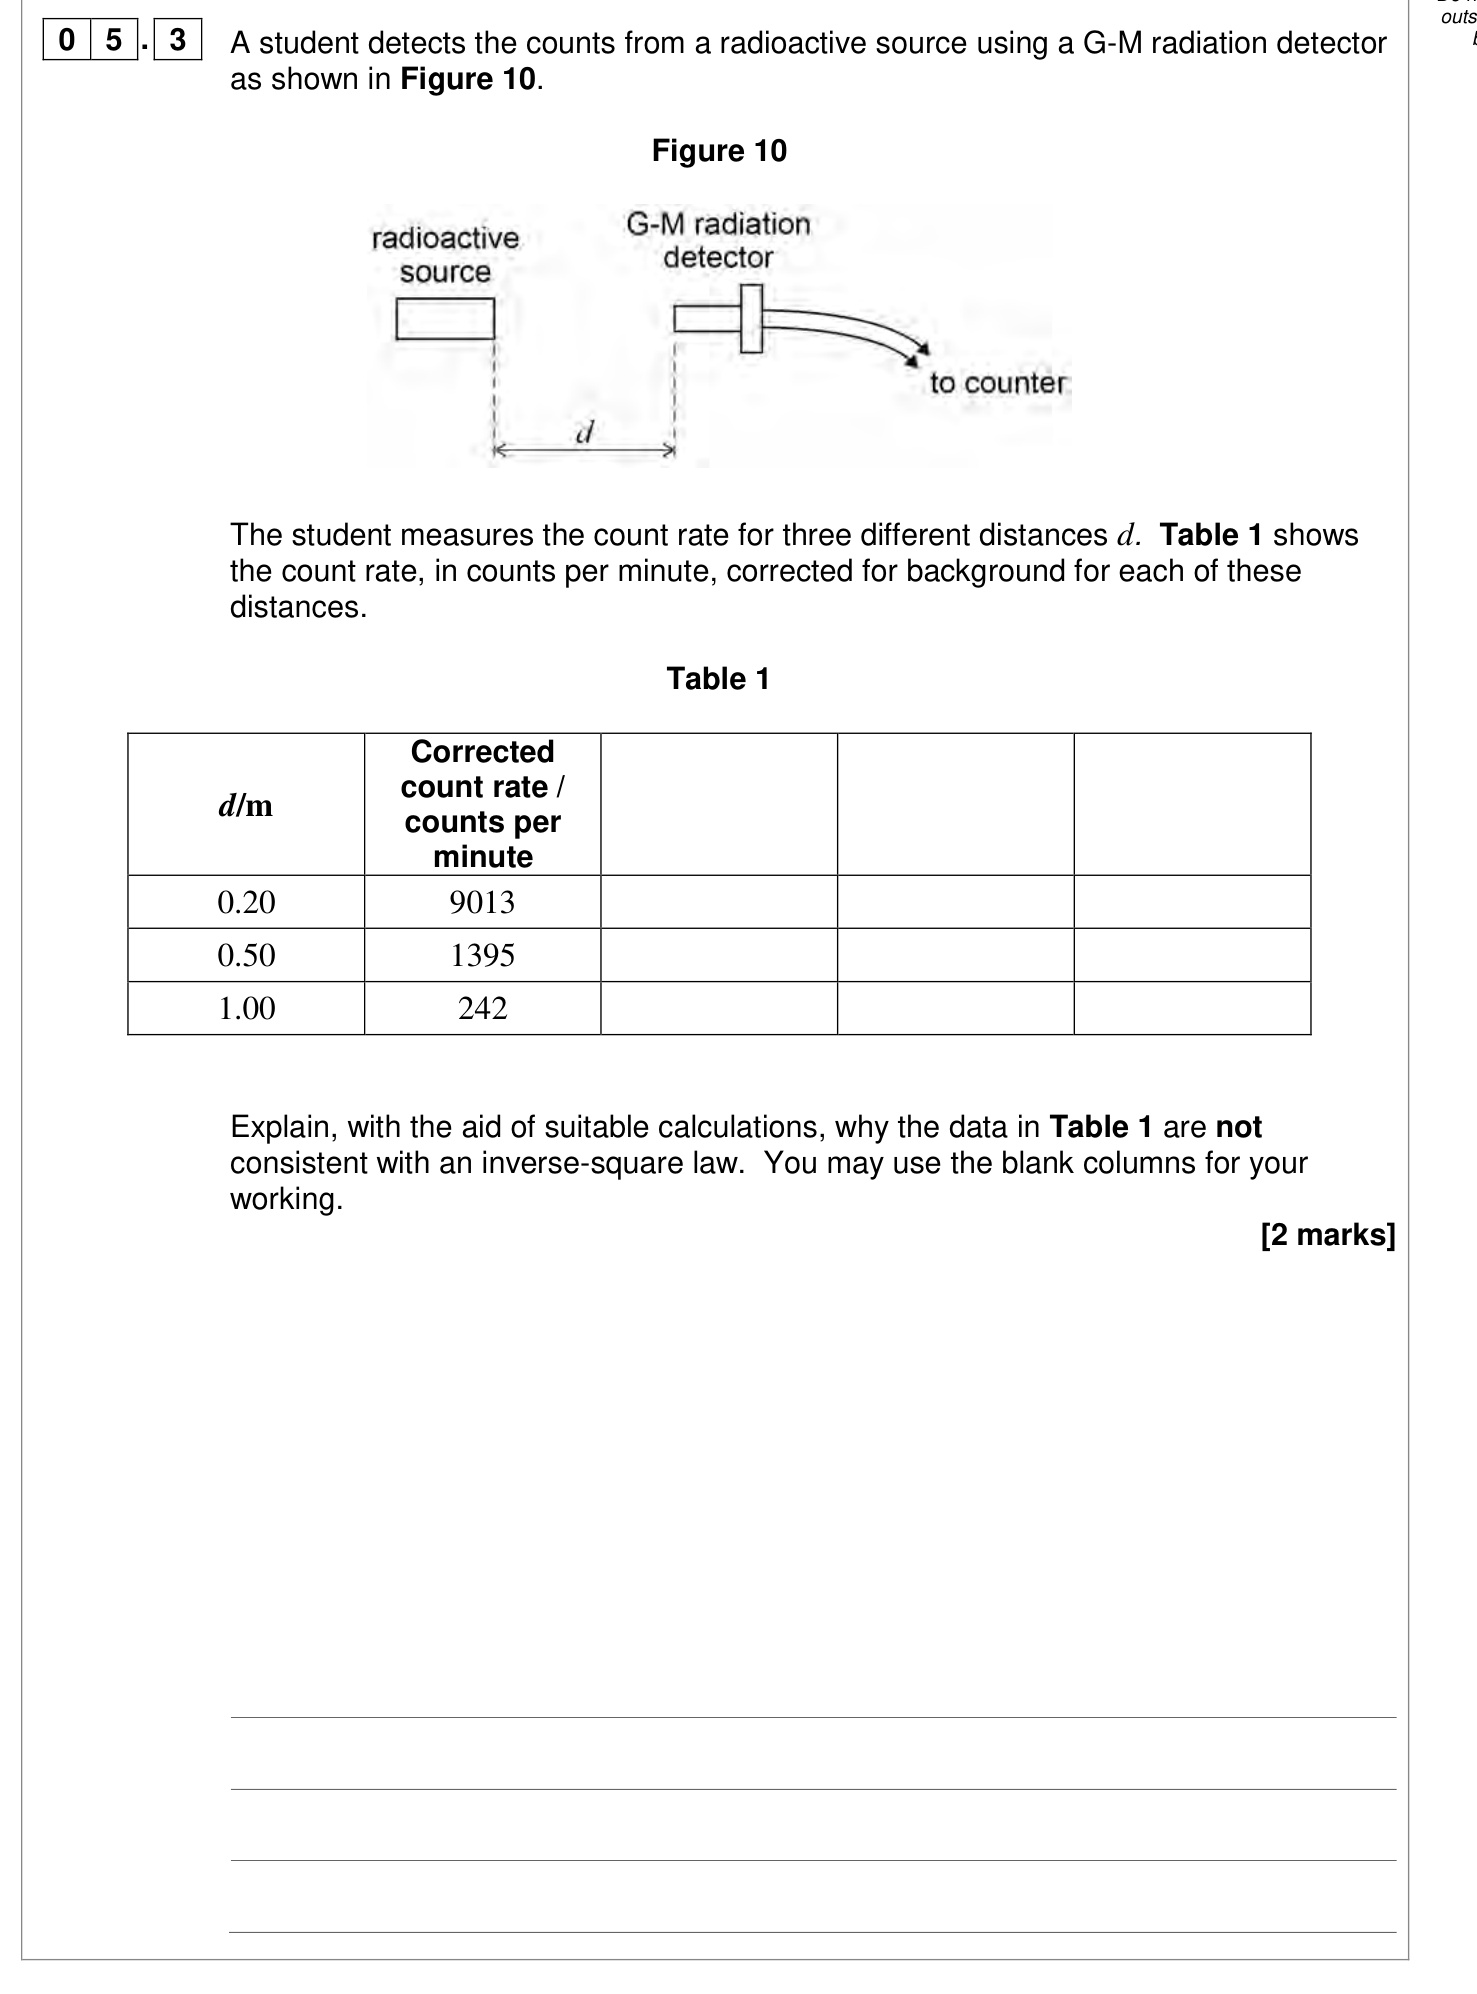 outs
0 5 . 3 A student detects the counts from a radioactive source using a G-M radiation detector
as shown in Figure 10.
Figure 10
radioactive
source
G-M radiation
detector
to counter
d
The student measures the count rate for three different distances d. Table 1 shows
the count rate, in counts per minute, corrected for background for each of these
distances.
Table 1
d/m
Corrected
count rate /
counts per
minute
0.20 9013
0.50 1395
1.00 242
Explain, with the aid of suitable calculations, why the data in Table 1 are not
consistent with an inverse-square law. You may use the blank columns for your
working.
[2 marks]